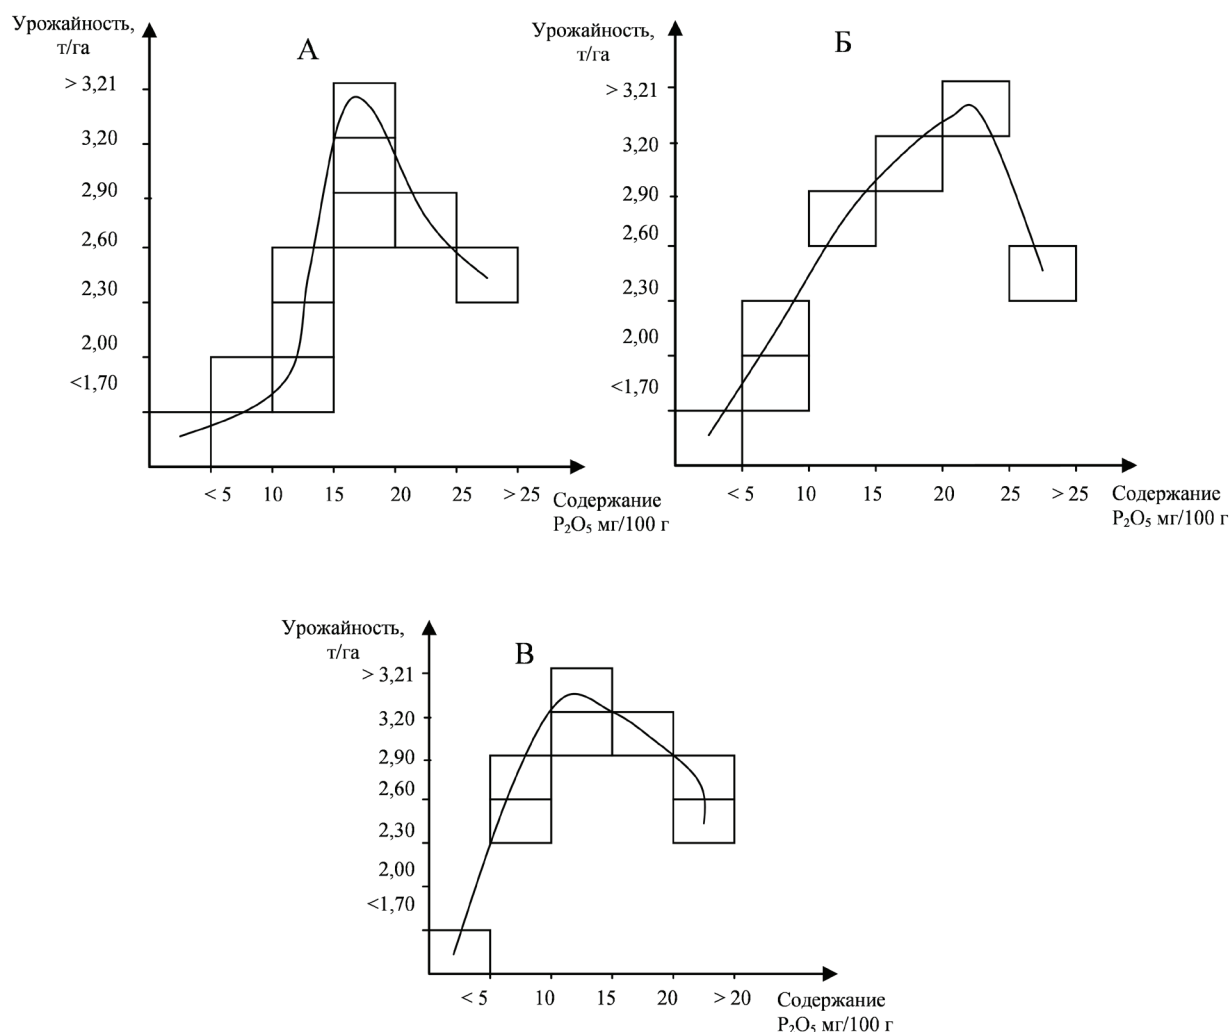 Урожайность,
т/га
А
> 3,21
3,20
2,90
2,60
2,30
2,00
<1,70
< 5 10 15 20 25 > 25
Содержание
P₂O₅ мг/100 г
Урожайность,
т/га
Б
> 3,21
3,20
2,90
2,60
2,30
2,00
<1,70
< 5 10 15 20 25 > 25
Содержание
P₂O₅ мг/100 г
Урожайность,
т/га
В
> 3,21
3,20
2,90
2,60
2,30
2,00
<1,70
< 5 10 15 20 > 20
Содержание
P₂O₅ мг/100 г